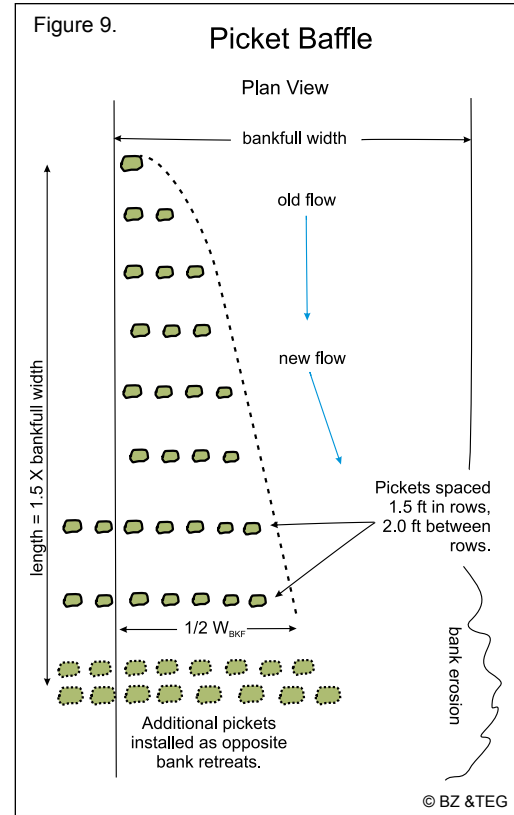 Figure 9.
Picket Baffle
Plan View
bankfull width
old flow
new flow
length = 1.5 X bankfull width
Pickets spaced
1.5 ft in rows,
2.0 ft between
rows.
1/2 WBKF
bank erosion
Additional pickets
installed as opposite
bank retreats.
© BZ &TEG